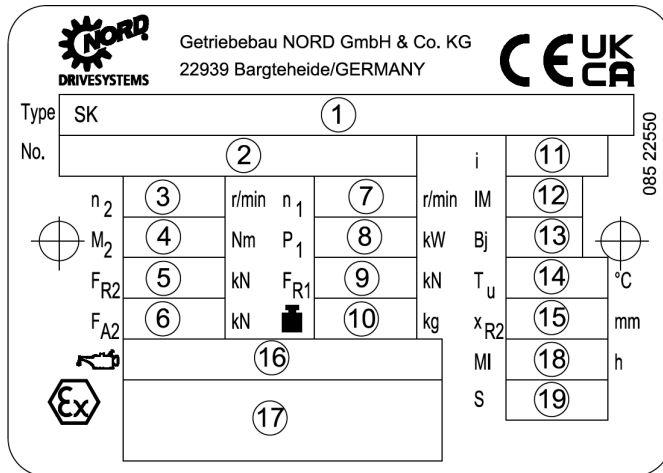 NORD
DRIVESYSTEMS
Getriebebau NORD GmbH & Co. KG
22939 Bargteheide/GERMANY
CE UK CA
Type SK 1
No. 2 i 11
n2 3 r/min n1 7 r/min IM 12
M2 4 Nm P1 8 kW Bj 13
FR2 5 kN FR1 9 kN Tu 14 °C
FA2 6 kN 10 kg xR2 15 mm
16 MI 18 h
Ex 17 S 19
085 22550